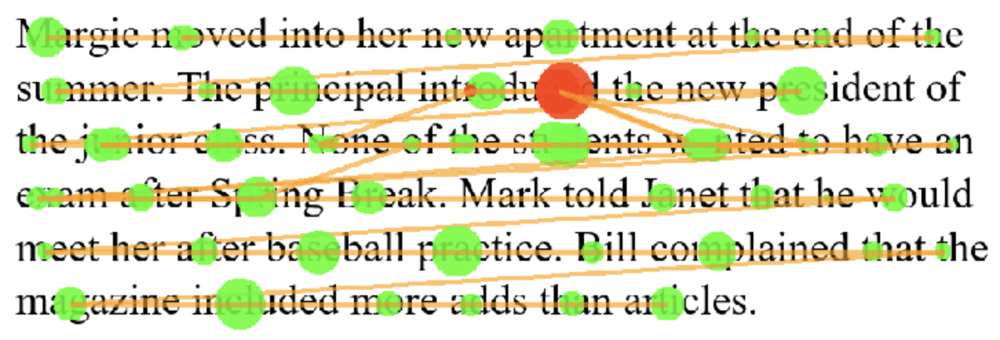 Margie moved into her new apartment at the end of the
summer. The principal introduced the new president of
the junior class. None of the students wanted to have an
exam after Spring Break. Mark told Janet that he would
meet her after baseball practice. Bill complained that the
magazine included more adds than articles.